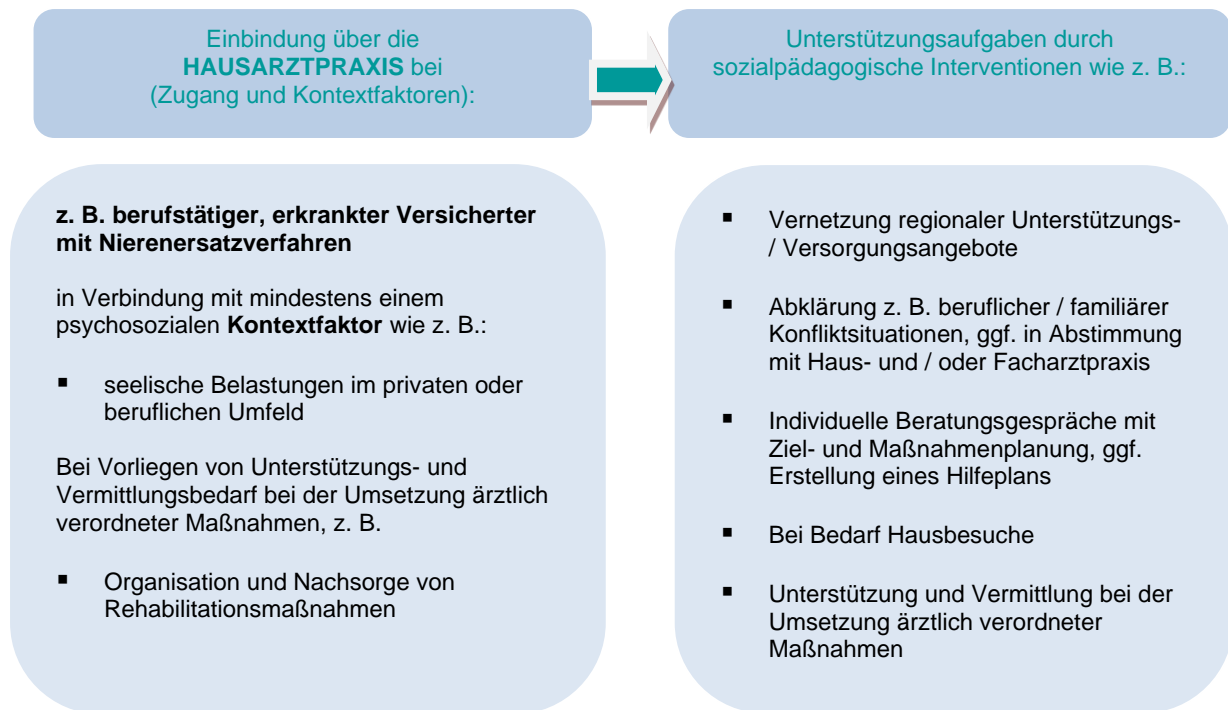 Einbindung über die
HAUSARZTPRAXIS bei
(Zugang und Kontextfaktoren):
Unterstützungsaufgaben durch
sozialpädagogische Interventionen wie z. B.:
z. B. berufstätiger, erkrankter Versicherter
mit Nierenersatzverfahren
in Verbindung mit mindestens einem
psychosozialen Kontextfaktor wie z. B.:
▪ seelische Belastungen im privaten oder
beruflichen Umfeld
Bei Vorliegen von Unterstützungs- und
Vermittlungsbedarf bei der Umsetzung ärztlich
verordneter Maßnahmen, z. B.
▪ Organisation und Nachsorge von
Rehabilitationsmaßnahmen
▪ Vernetzung regionaler Unterstützungs-
/ Versorgungsangebote
▪ Abklärung z. B. beruflicher / familiärer
Konfliktsituationen, ggf. in Abstimmung
mit Haus- und / oder Facharztpraxis
▪ Individuelle Beratungsgespräche mit
Ziel- und Maßnahmenplanung, ggf.
Erstellung eines Hilfeplans
▪ Bei Bedarf Hausbesuche
▪ Unterstützung und Vermittlung bei der
Umsetzung ärztlich verordneter
Maßnahmen